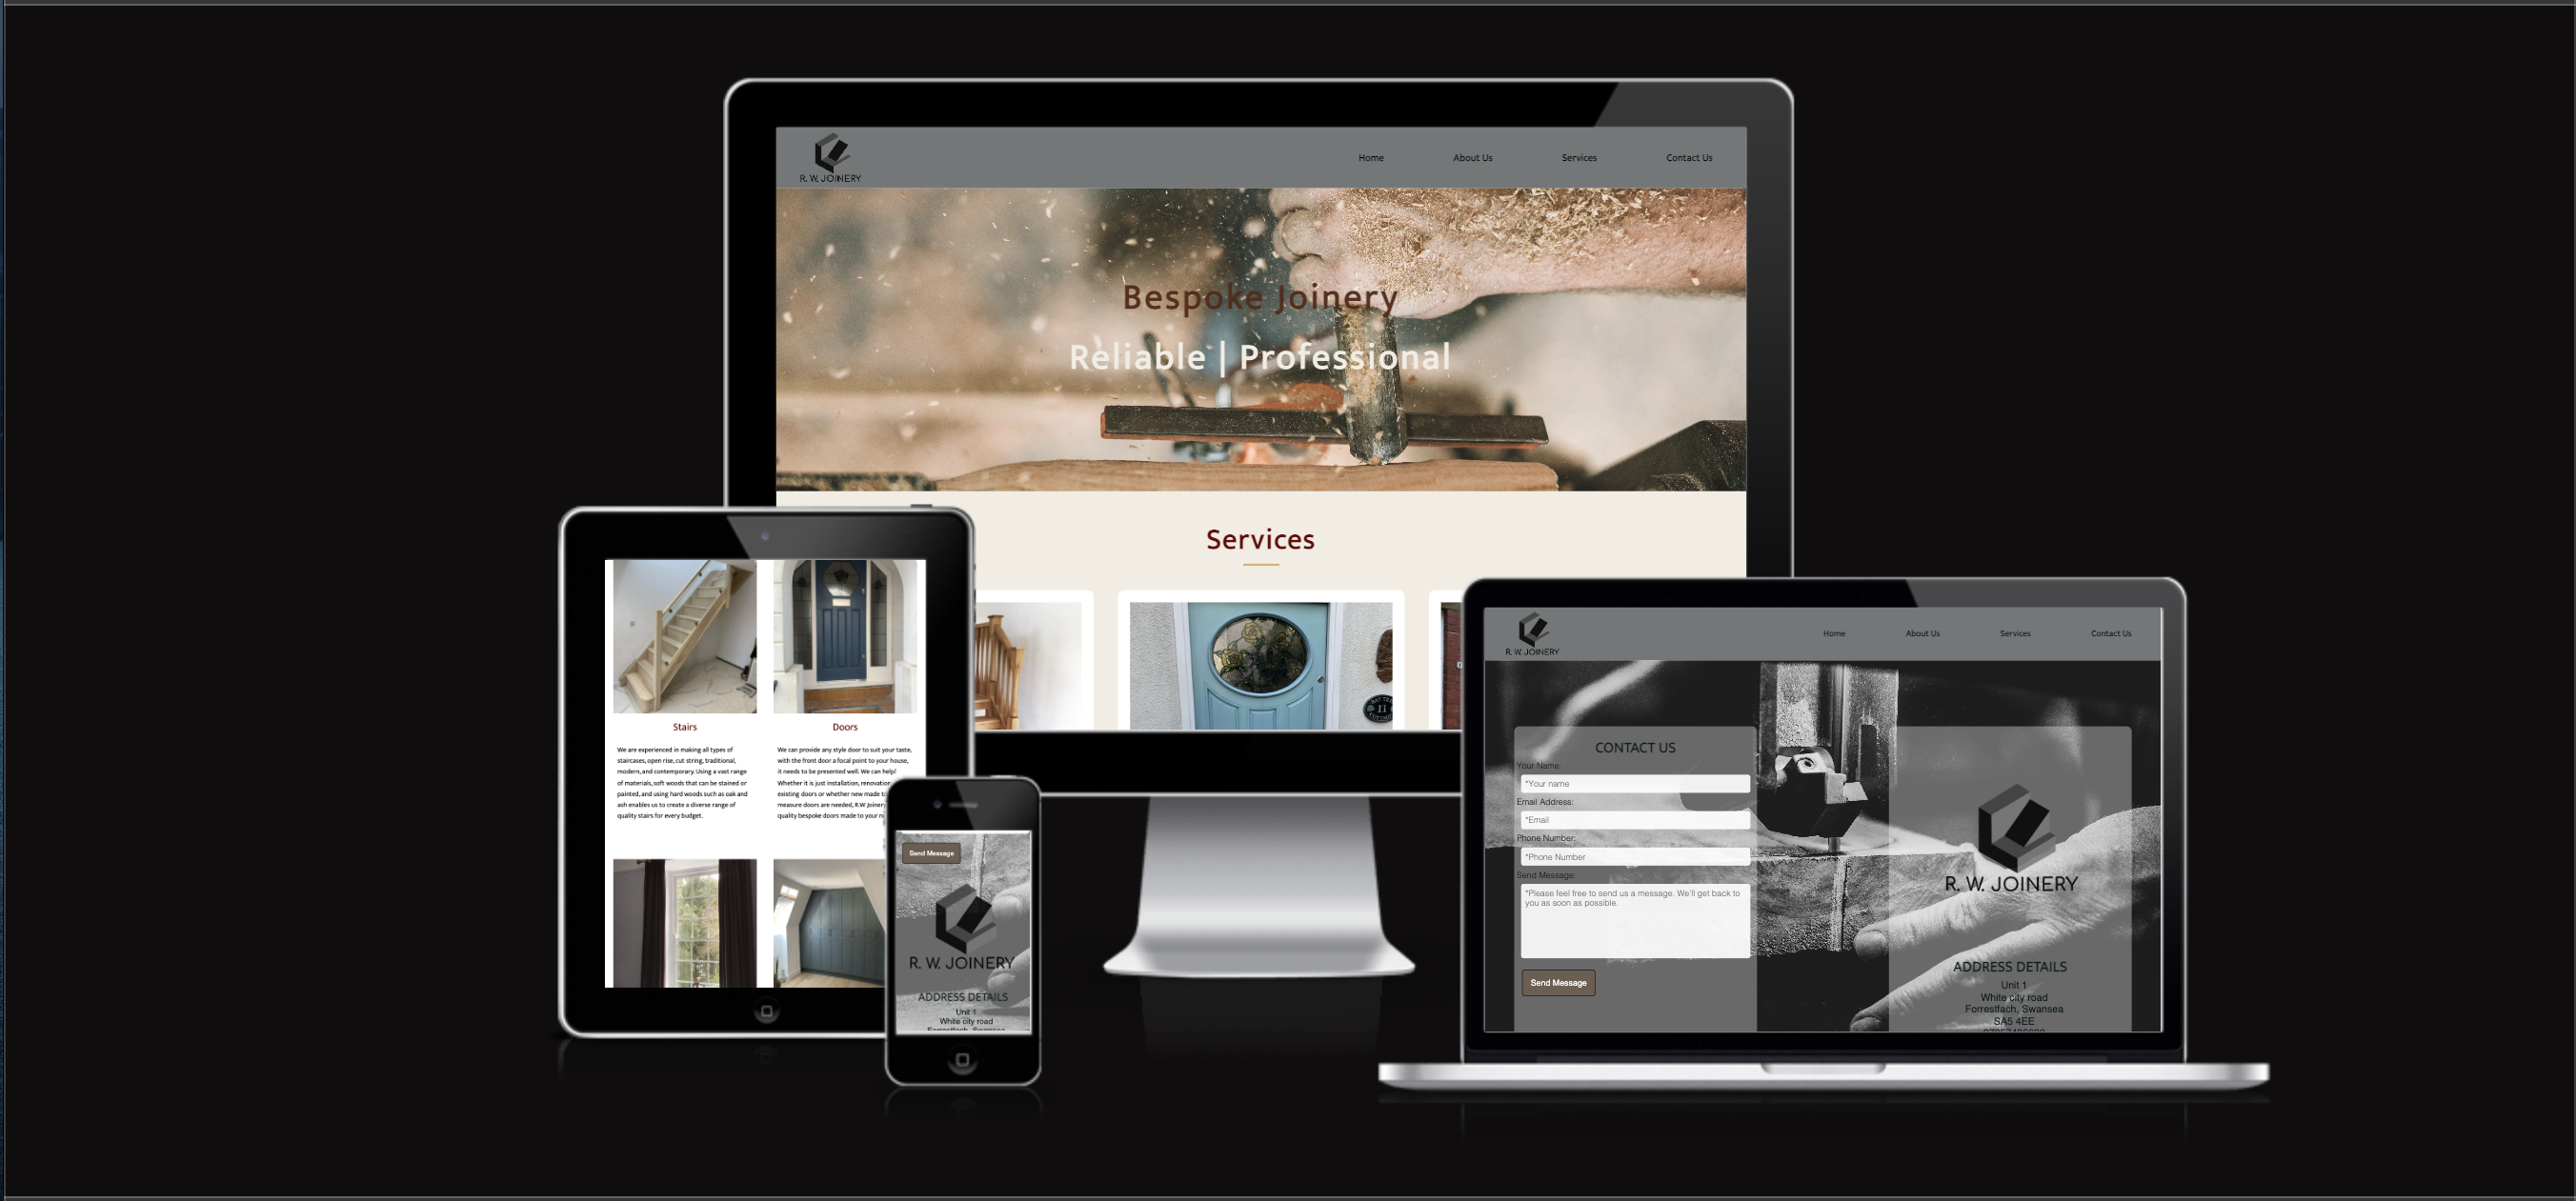 R. W. JOINERY
Home
About Us
Services
Contact Us
Bespoke Joinery
Reliable | Professional
Services
11
Stairs
We are experienced in making all types of
staircases, open rise, cut string, traditional,
modern, and contemporary. Using a vast range
of materials, soft woods that can be stained or
painted, and using hard woods such as oak and
ash enables us to create a diverse range of
quality stairs for every budget.
Doors
We can provide any style door to suit your taste,
with the front door a focal point to your house,
it needs to be presented well. We can help!
Whether it is just installation, renovation
existing doors or whether new made to
measure doors are needed, R.W Joinery
quality bespoke doors made to your
Send Message
R. W. JOINERY
ADDRESS DETAILS
Unit 1
White city road
Forrestfach, Swansea
R. W. JOINERY
Home
About Us
Services
Contact Us
CONTACT US
Your Name:
*Your name
Email Address:
*Email
Phone Number:
*Phone Number
Send Message:
*Please feel free to send us a message. We'll get back to
you as soon as possible.
Send Message
R. W. JOINERY
ADDRESS DETAILS
Unit 1
White city road
Forrestfach, Swansea
SA5 4EE